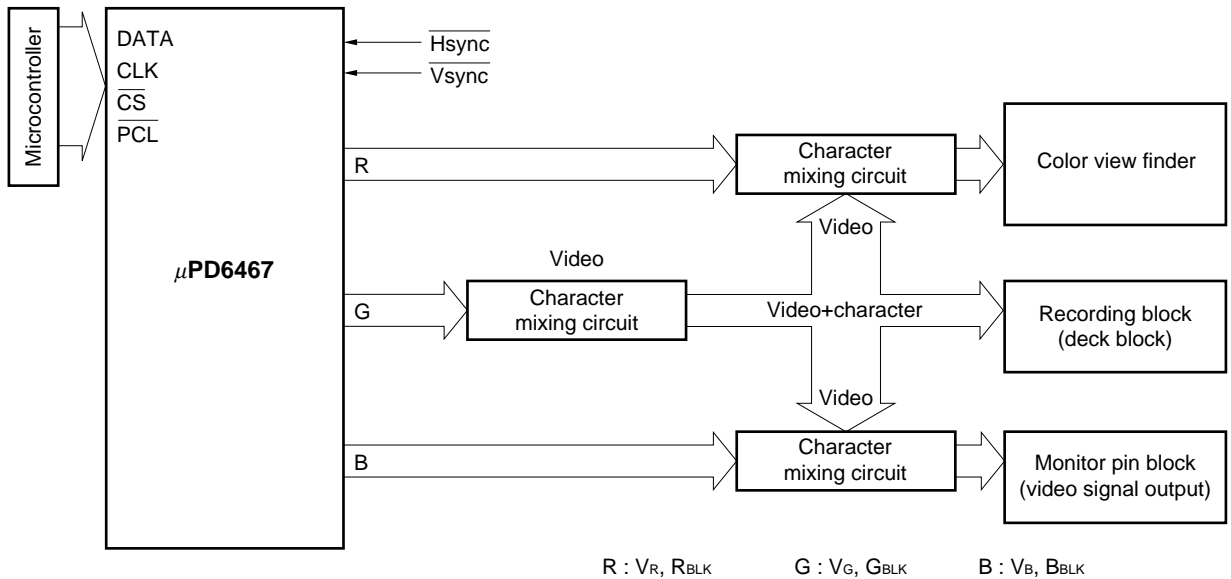 Microcontroller
DATA
CLK
CS
PCL
Hsync
Vsync
μPD6467
R
Character
mixing circuit
Color view finder
Video
Video
G
Character
mixing circuit
Video+character
Recording block
(deck block)
Video
B
Character
mixing circuit
Monitor pin block
(video signal output)
R : VR, RBLK G : VG, GBLK B : VB, BBLK